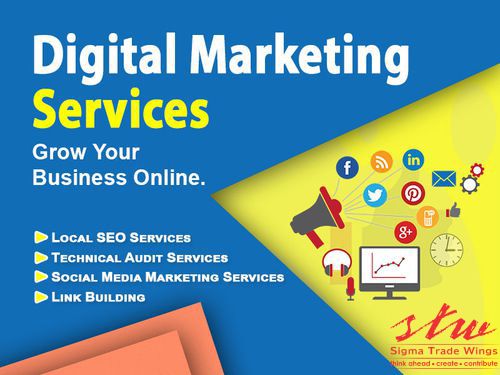 Digital Marketing
Services
Grow Your
Business Online.
Local SEO Services
Technical Audit Services
Social Media Marketing Services
Link Building
f
in
g+
stw
Sigma Trade Wings
think ahead • create • contribute